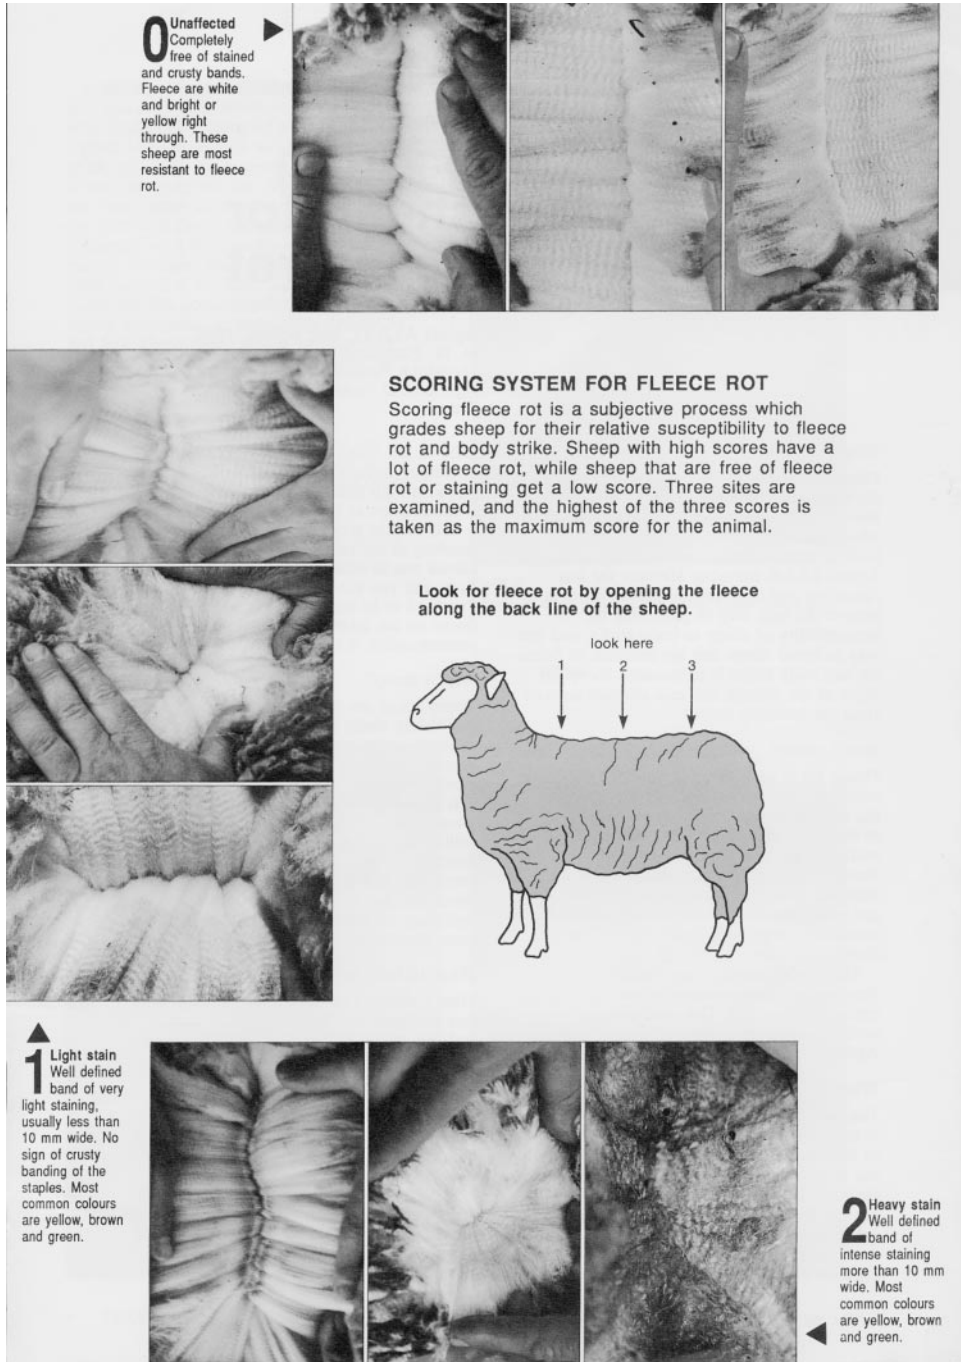 0 Unaffected
Completely
free of stained
and crusty bands.
Fleece are white
and bright or
yellow right
through. These
sheep are most
resistant to fleece
rot.
SCORING SYSTEM FOR FLEECE ROT
Scoring fleece rot is a subjective process which
grades sheep for their relative susceptibility to fleece
rot and body strike. Sheep with high scores have a
lot of fleece rot, while sheep that are free of fleece
rot or staining get a low score. Three sites are
examined, and the highest of the three scores is
taken as the maximum score for the animal.
Look for fleece rot by opening the fleece
along the back line of the sheep.
look here
1 2 3
1 Light stain
Well defined
band of very
light staining,
usually less than
10 mm wide. No
sign of crusty
banding of the
staples. Most
common colours
are yellow, brown
and green.
2 Heavy stain
Well defined
band of
intense staining
more than 10 mm
wide. Most
common colours
are yellow, brown
and green.